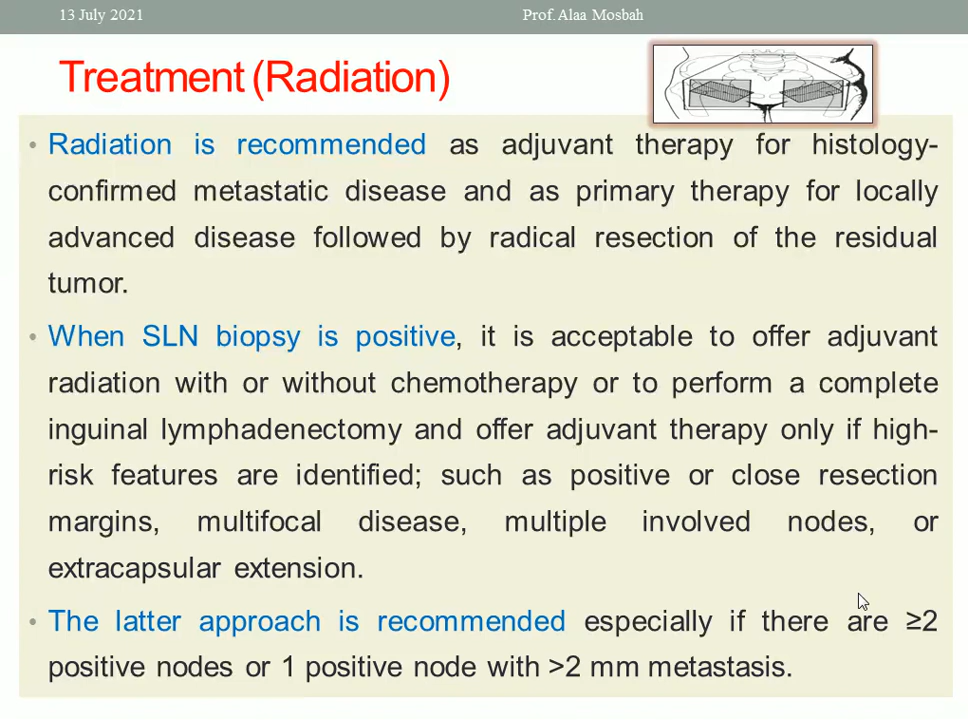 13 July 2021
Prof. Alaa Mosbah
Treatment (Radiation)
• Radiation is recommended as adjuvant therapy for histology-
confirmed metastatic disease and as primary therapy for locally
advanced disease followed by radical resection of the residual
tumor.
• When SLN biopsy is positive, it is acceptable to offer adjuvant
radiation with or without chemotherapy or to perform a complete
inguinal lymphadenectomy and offer adjuvant therapy only if high-
risk features are identified; such as positive or close resection
margins, multifocal disease, multiple involved nodes, or
extracapsular extension.
• The latter approach is recommended especially if there are ≥2
positive nodes or 1 positive node with >2 mm metastasis.